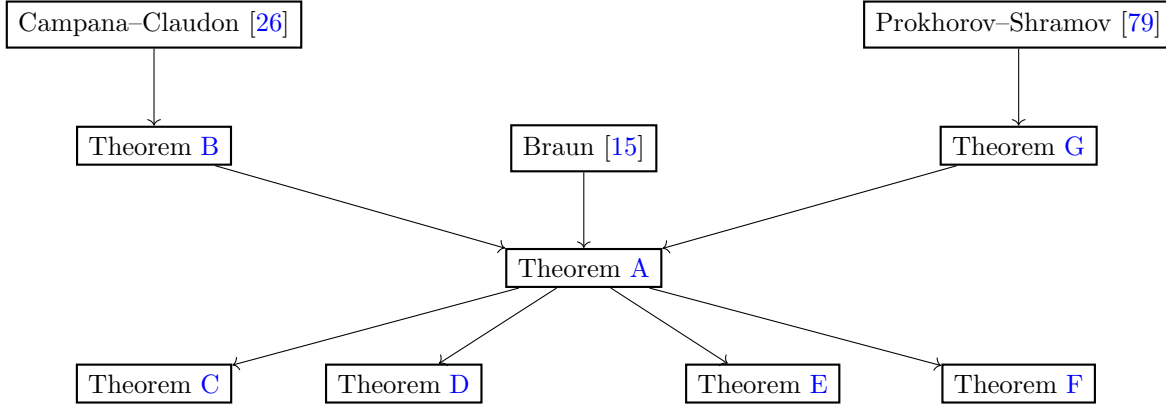 Campana–Claudon [26]
Prokhorov–Shramov [79]
Theorem B
Braun [15]
Theorem G
Theorem A
Theorem C
Theorem D
Theorem E
Theorem F